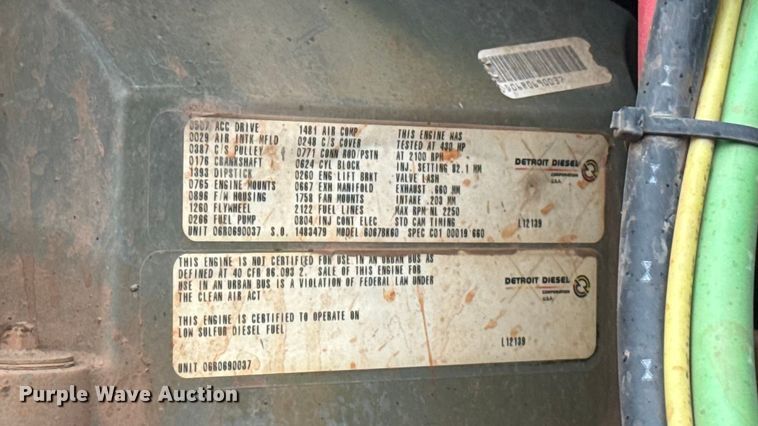 06R0690037
0507 ACC DRIVE 1481 AIR COMP THIS ENGINE WAS
0028 AIR INTK MFLD 0248 C/S COVER TESTED AT 430 HP
0387 C/S PULLEY 0771 CONN ROD/PSTN AT 2100 RPM
0176 CRANKSHAFT 0624 CYL BLOCK INJ. SETTING 82.1 MM
0393 DIPSTICK 0260 ENG LIFT BRKT VALVE LASH
0765 ENGINE MOUNTS 0667 EXH MANIFOLD EXHAUST .660 MM
0898 F/W HOUSING 1758 FAN MOUNTS INTAKE .203 MM
1260 FLYWHEEL 2122 FUEL LINES MAX RPM NL 2250
0266 FUEL PUMP 0804 INJ CONT ELEC STD CAM TIMING
UNIT 06R0690037 S.O. 1483479 MODEL 6067BK60 SPEC C01 00019 660
DETROIT DIESEL
CORPORATION
U.S.A.
L12139
THIS ENGINE IS NOT CERTIFIED FOR USE IN AN URBAN BUS AS
DEFINED AT 40 CFR 86.093 2. SALE OF THIS ENGINE FOR
USE IN AN URBAN BUS IS A VIOLATION OF FEDERAL LAW UNDER
THE CLEAN AIR ACT
THIS ENGINE IS CERTIFIED TO OPERATE ON
LOW SULFUR DIESEL FUEL
UNIT 06R0690037
DETROIT DIESEL
CORPORATION
U.S.A.
L12139
Purple Wave Auction